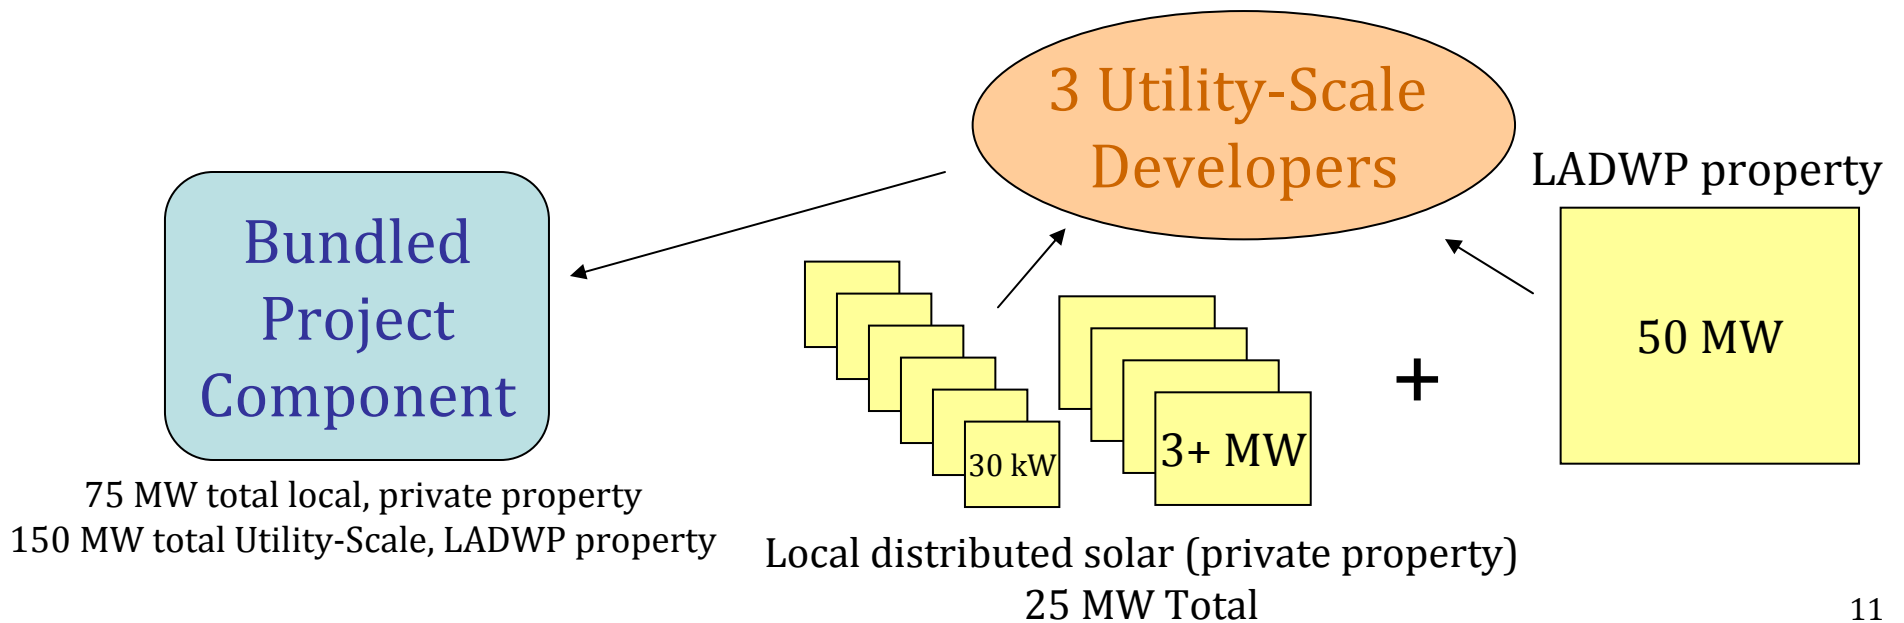 3 Utility-Scale
Developers
LADWP property
Bundled
Project
Component
50 MW
+
30 kW
3+ MW
75 MW total local, private property
150 MW total Utility-Scale, LADWP property
Local distributed solar (private property)
25 MW Total
11